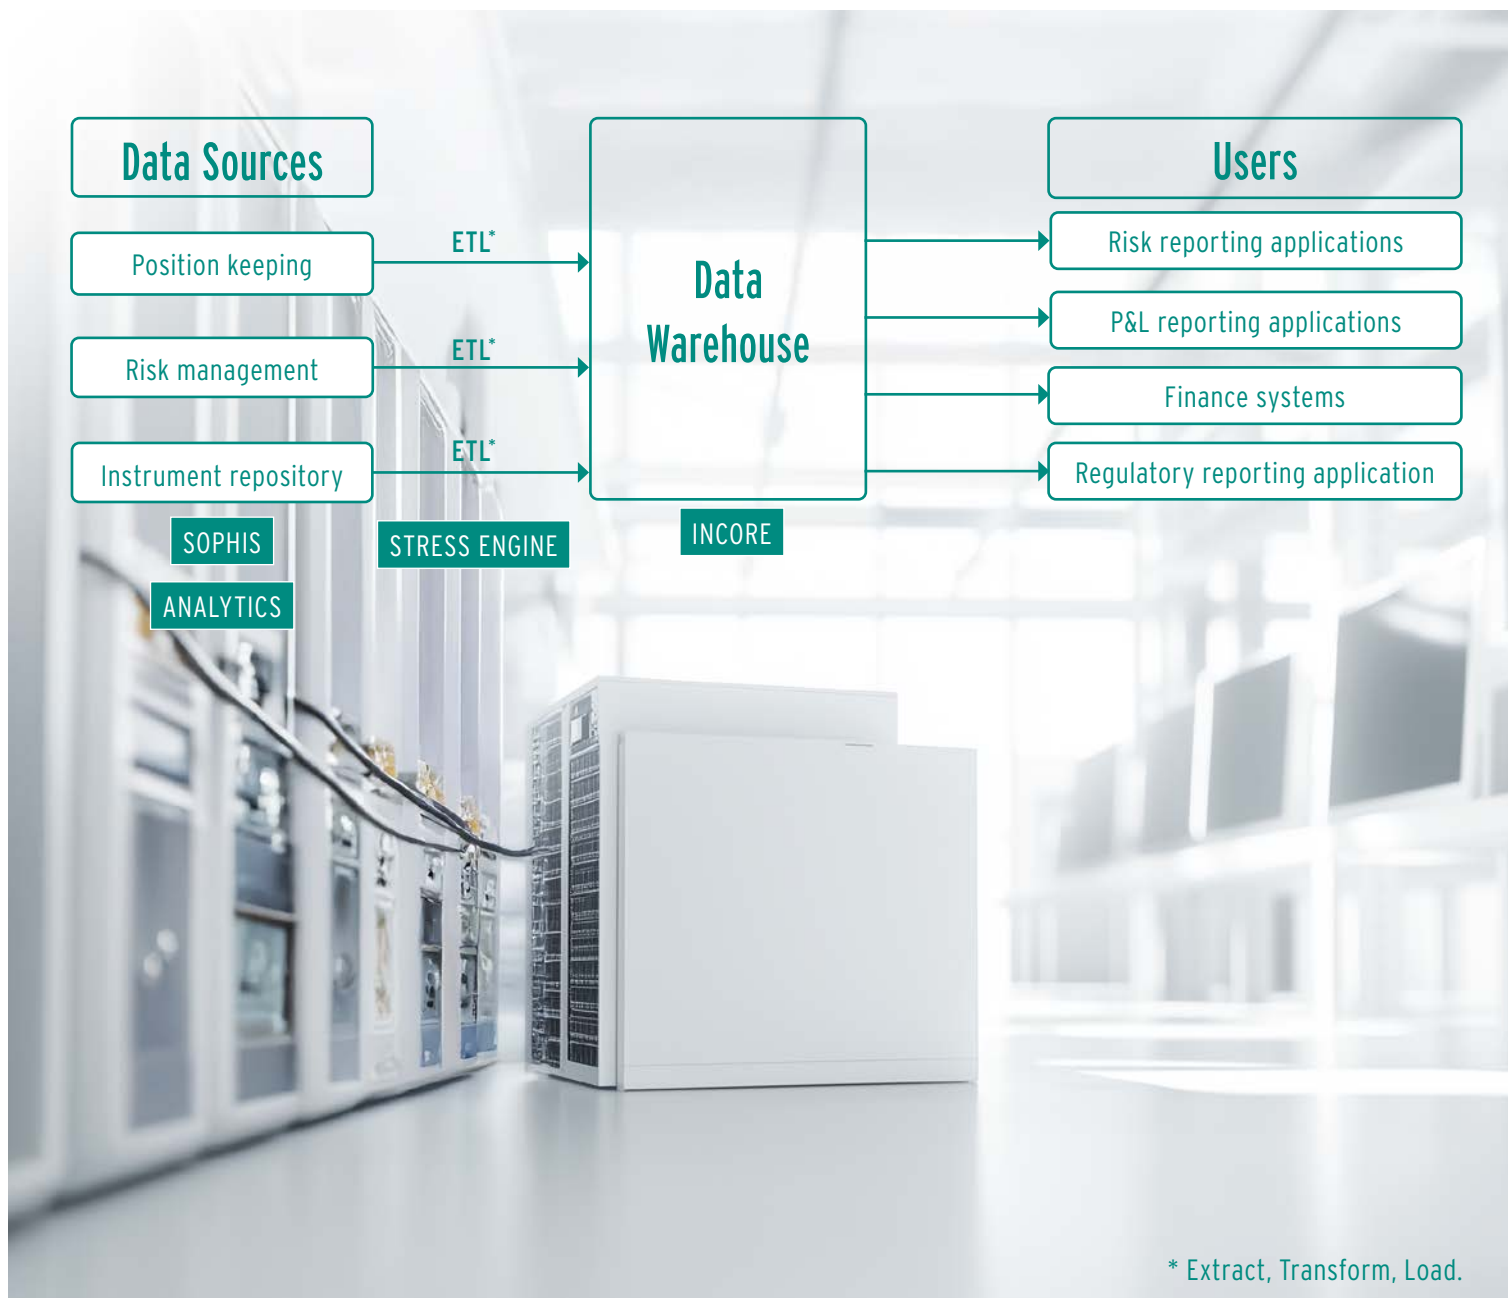 Data Sources
Position keeping
Risk management
Instrument repository
SOPHIS
ANALYTICS
ETL*
ETL*
ETL*
STRESS ENGINE
Data
Warehouse
INCORE
Users
Risk reporting applications
P&L reporting applications
Finance systems
Regulatory reporting application
* Extract, Transform, Load.